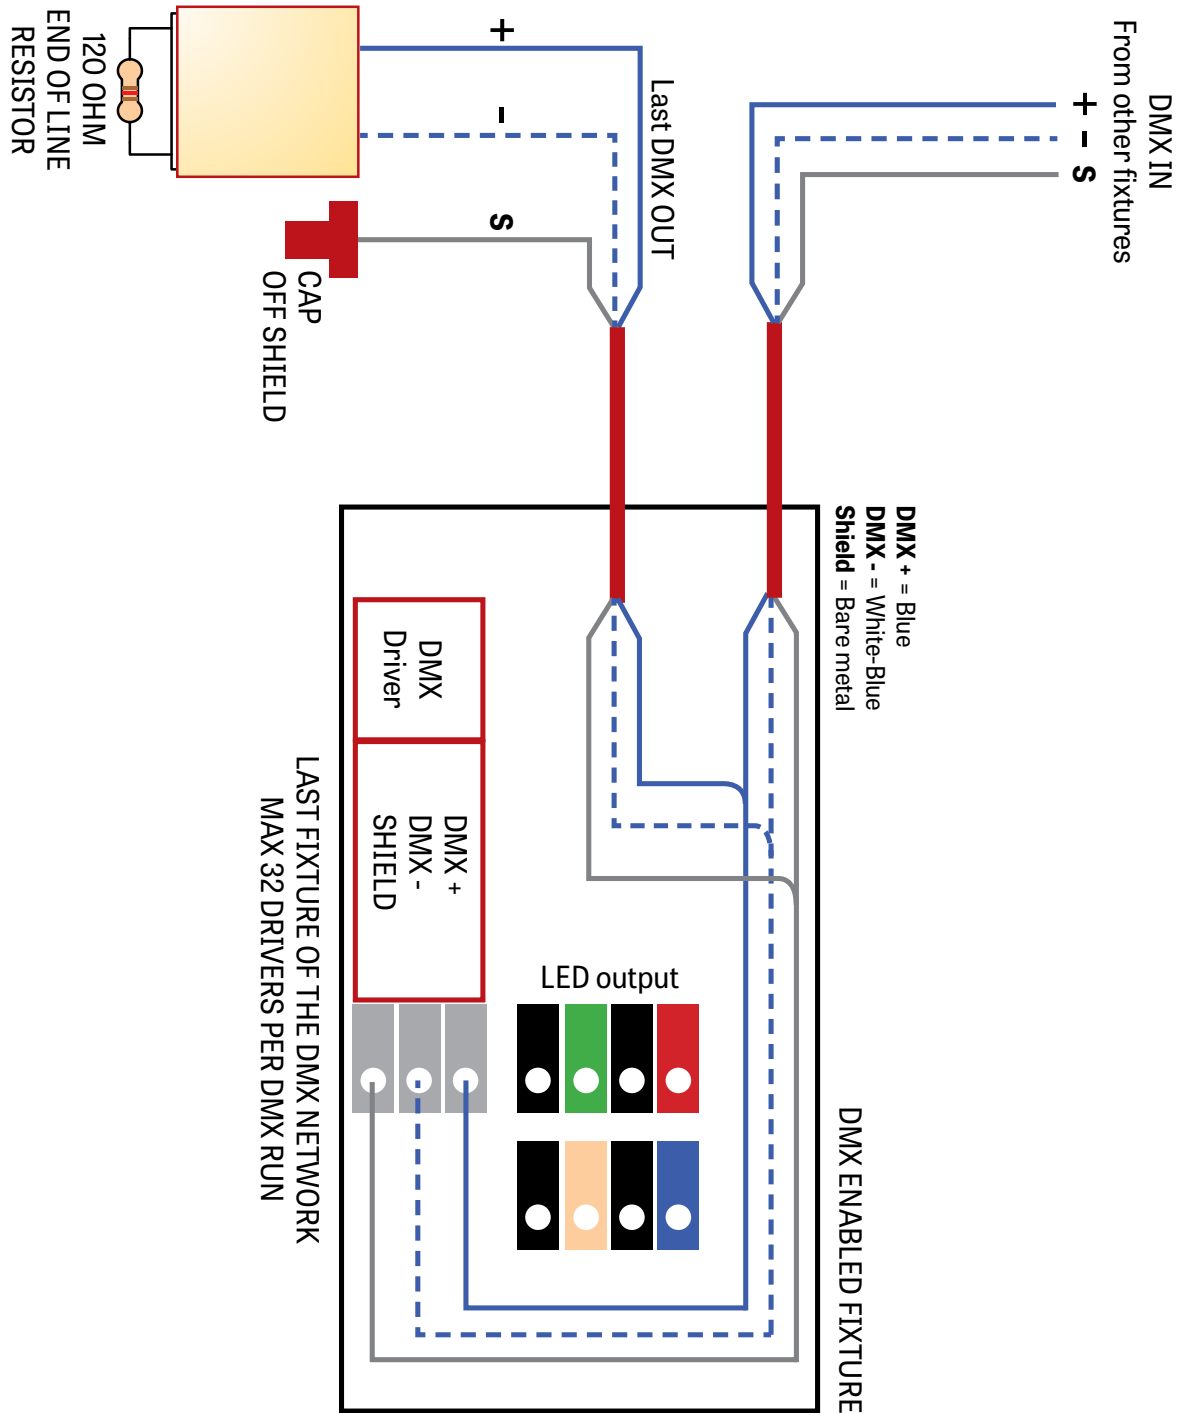 DMX IN
From other fixtures
+
-
S
Last DMX OUT
+
-
S
120 OHM
END OF LINE
RESISTOR
CAP
OFF SHIELD
DMX + = Blue
DMX - = White-Blue
Shield = Bare metal
DMX ENABLED FIXTURE
LED output
DMX
Driver
DMX +
DMX -
SHIELD
LAST FIXTURE OF THE DMX NETWORK
MAX 32 DRIVERS PER DMX RUN